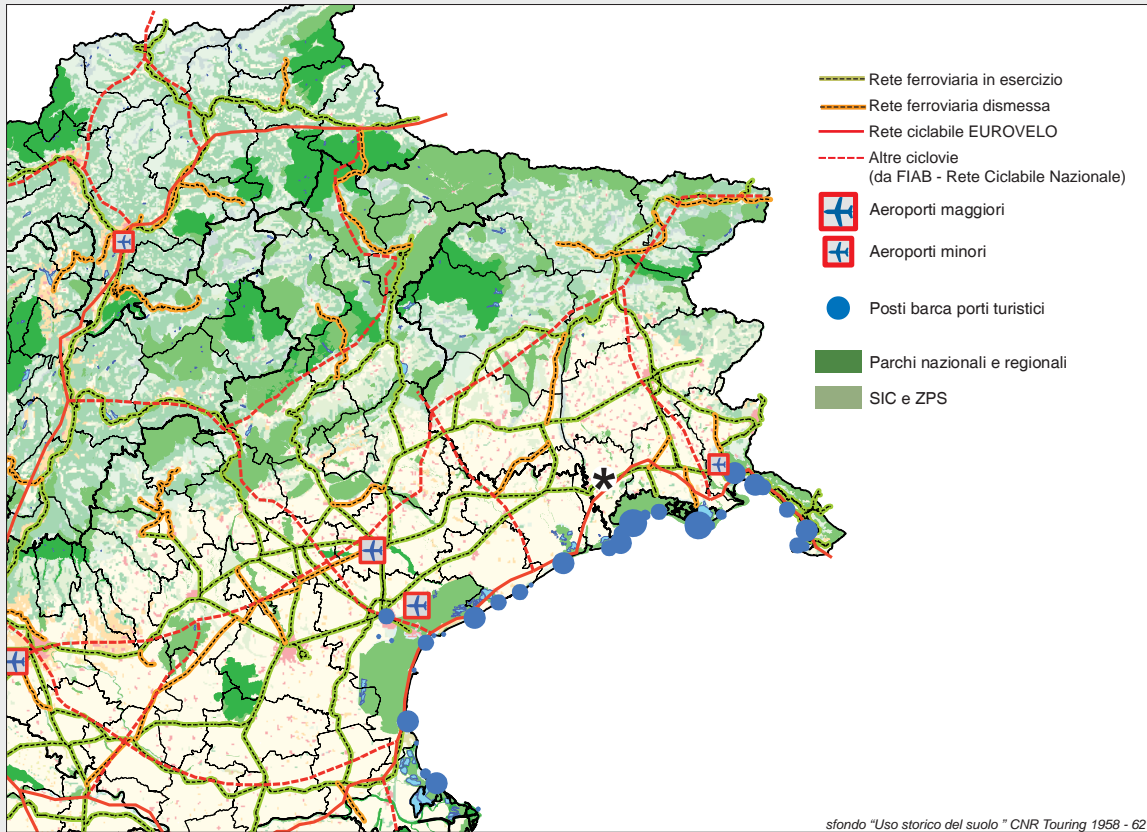 Rete ferroviaria in esercizio
Rete ferroviaria dismessa
Rete ciclabile EUROVELO
Altre ciclovie
(da FIAB - Rete Ciclabile Nazionale)
Aeroporti maggiori
Aeroporti minori
Posti barca porti turistici
Parchi nazionali e regionali
SIC e ZPS
*
sfondo "Uso storico del suolo " CNR Touring 1958 - 62